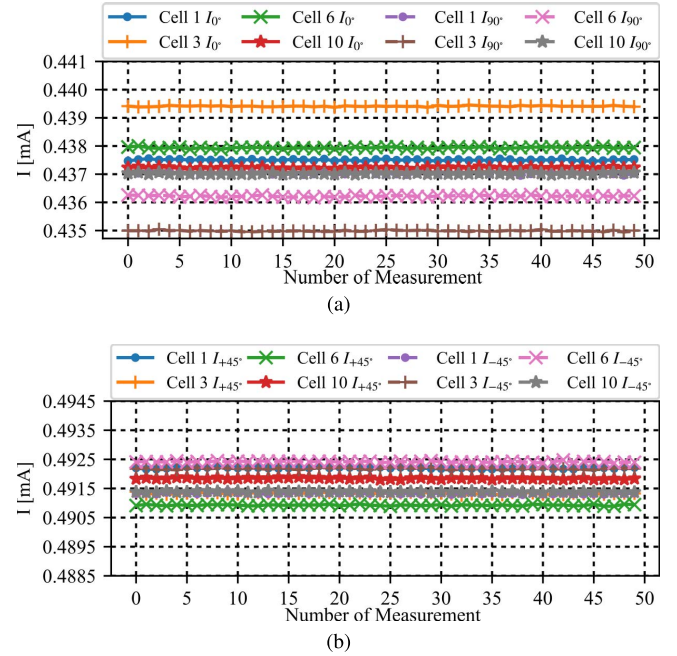 Cell 1 I0° Cell 6 I0° Cell 1 I90° Cell 6 I90°
Cell 3 I0° Cell 10 I0° Cell 3 I90° Cell 10 I90°
0.441
0.440
0.439
0.438
0.437
0.436
0.435
I [mA]
0 5 10 15 20 25 30 35 40 45 50
Number of Measurement
(a)
Cell 1 I+45° Cell 6 I+45° Cell 1 I−45° Cell 6 I−45°
Cell 3 I+45° Cell 10 I+45° Cell 3 I−45° Cell 10 I−45°
0.4945
0.4935
0.4925
0.4915
0.4905
0.4895
0.4885
I [mA]
0 5 10 15 20 25 30 35 40 45 50
Number of Measurement
(b)